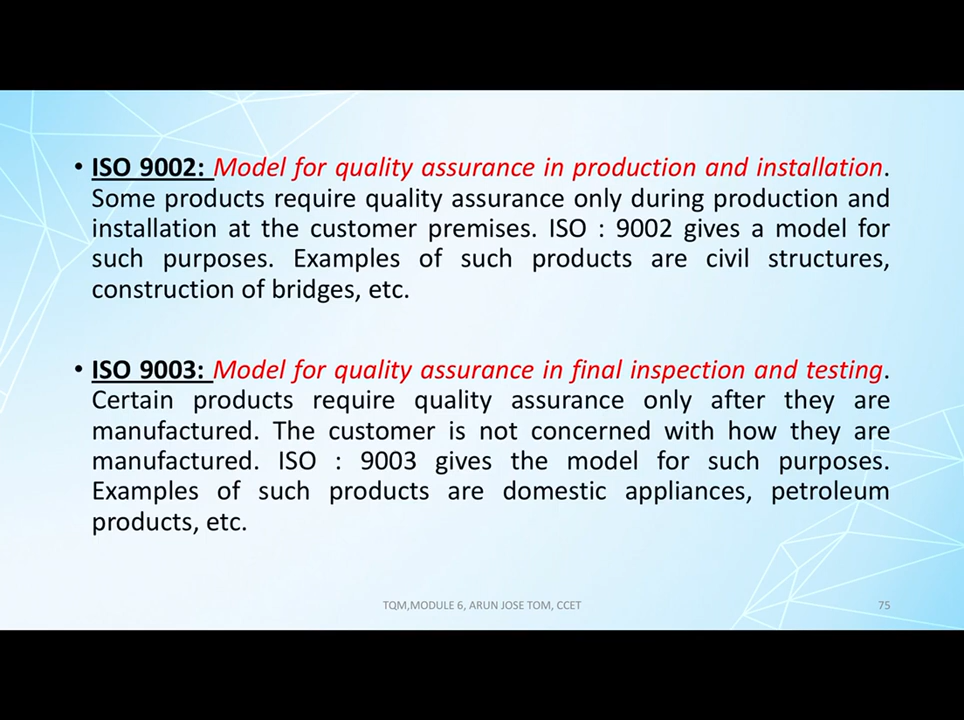 • ISO 9002: Model for quality assurance in production and installation.
Some products require quality assurance only during production and
installation at the customer premises. ISO : 9002 gives a model for
such purposes. Examples of such products are civil structures,
construction of bridges, etc.
• ISO 9003: Model for quality assurance in final inspection and testing.
Certain products require quality assurance only after they are
manufactured. The customer is not concerned with how they are
manufactured. ISO : 9003 gives the model for such purposes.
Examples of such products are domestic appliances, petroleum
products, etc.
TQM,MODULE 6, ARUN JOSE TOM, CCET 75